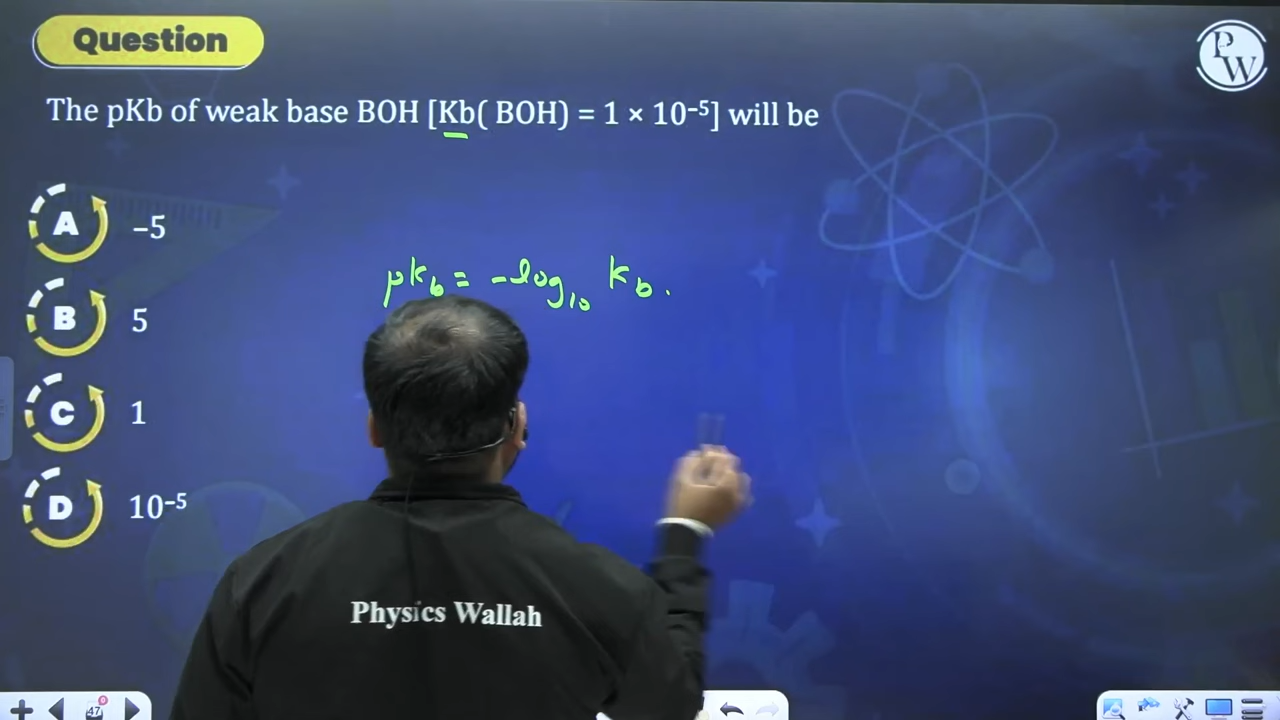 Question
PW
The pKb of weak base BOH [Kb( BOH) = 1 × 10⁻⁵] will be
A –5
pkb = -log₁₀ kb.
B 5
C 1
D 10⁻⁵
Physics Wallah
47